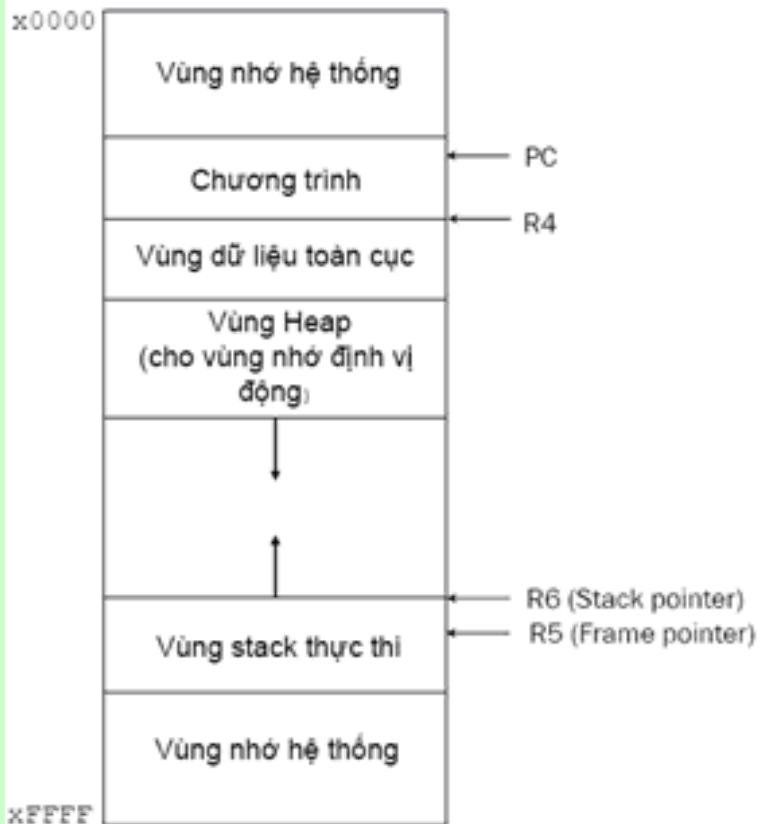 x0000
Vùng nhớ hệ thống
PC
Chương trình
R4
Vùng dữ liệu toàn cục
Vùng Heap
(cho vùng nhớ định vị
động)
R6 (Stack pointer)
R5 (Frame pointer)
Vùng stack thực thi
Vùng nhớ hệ thống
xFFFF